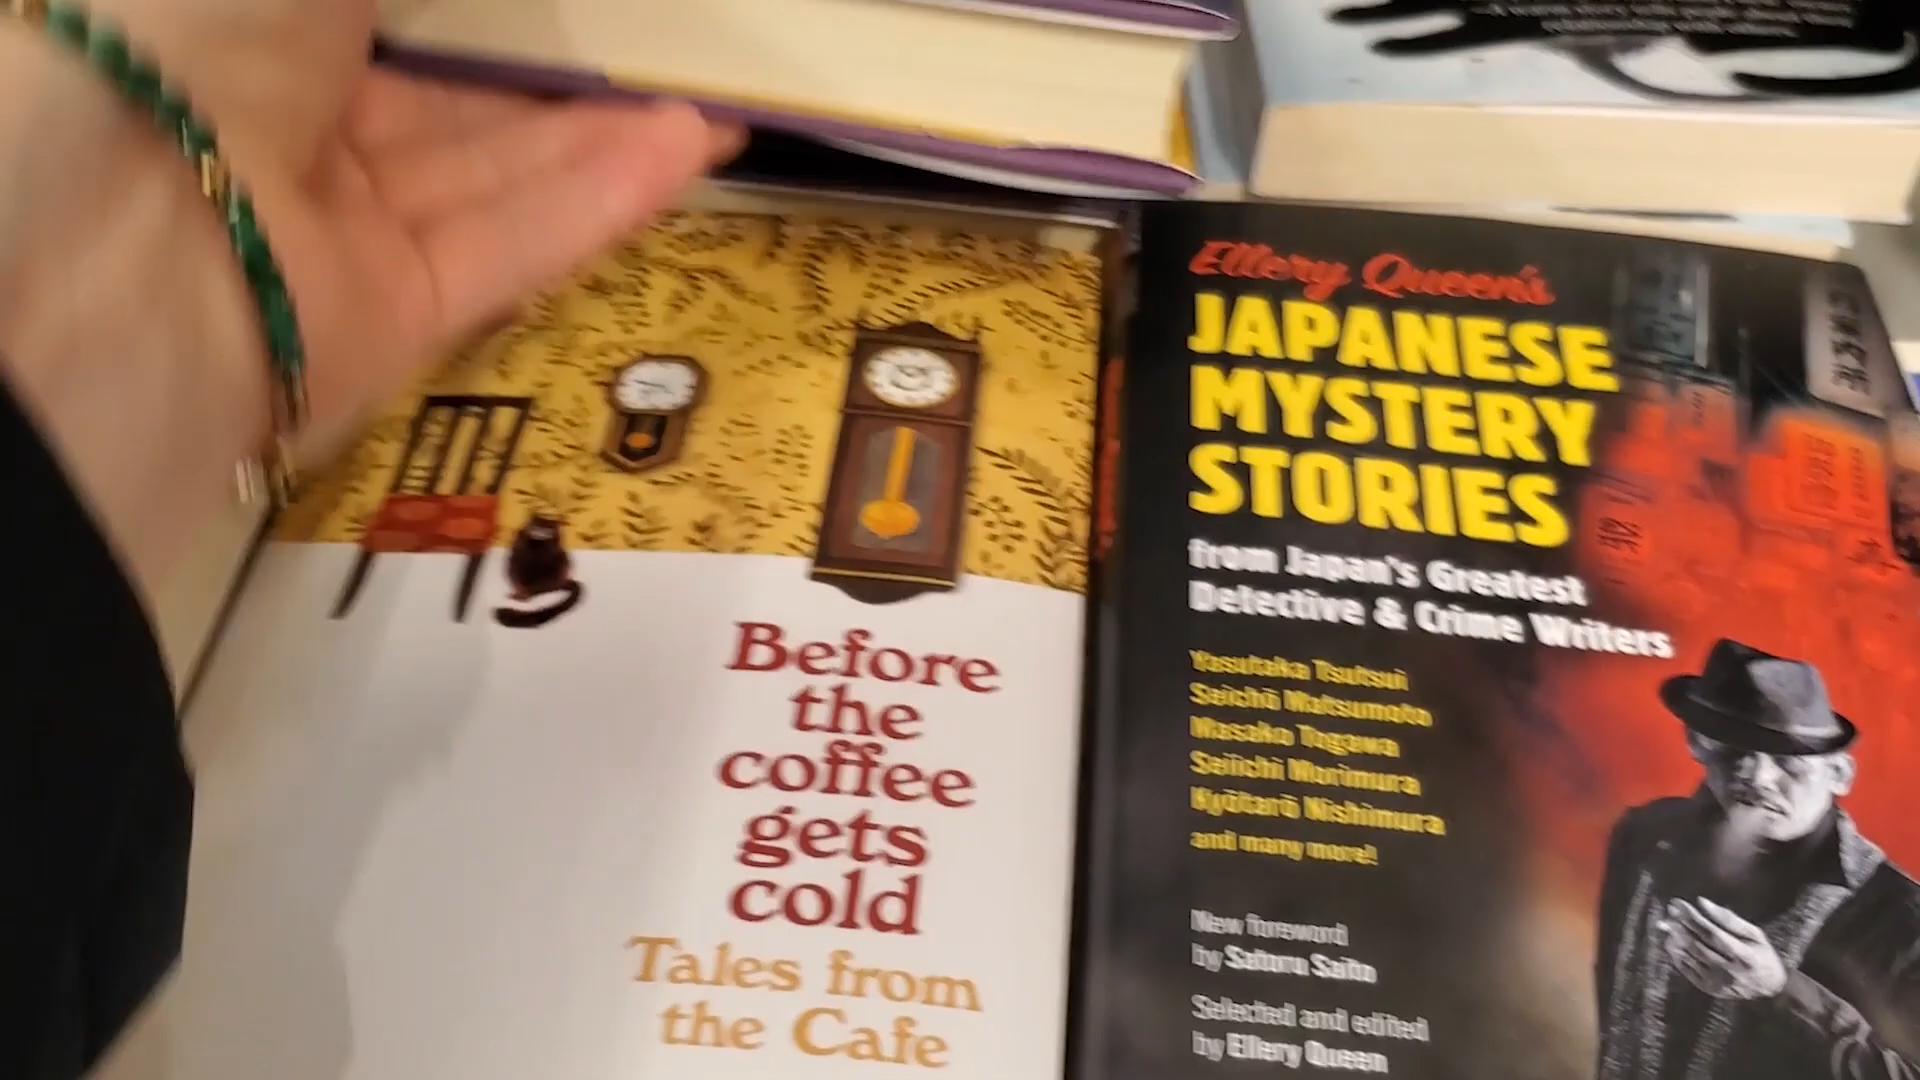 Before
the
coffee
gets
cold
Tales from
the Cafe
Ellery Queen's
JAPANESE
MYSTERY
STORIES
from Japan's Greatest
Detective & Crime Writers
Yasutaka Tsutsui
Seichō Matsumoto
Masako Togawa
Seiichi Morimura
Kyōtarō Nishimura
and many more!
New foreword
by Satoru Saito
Selected and edited
by Ellery Queen